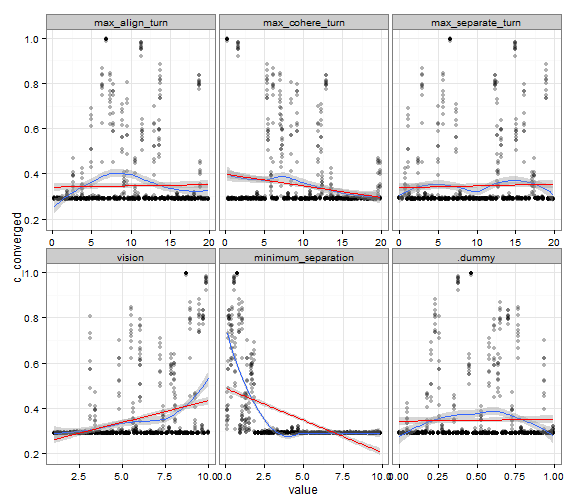 max_align_turn max_cohere_turn max_separate_turn
1.0
0.8
0.6
0.4
0.2
0 5 10 15 20 0 5 10 15 20 0 5 10 15 20
c_converged
vision minimum_separation .dummy
1.0
0.8
0.6
0.4
0.2
2.5 5.0 7.5 10.0 0.0 2.5 5.0 7.5 10.0 0.00 0.25 0.50 0.75 1.00
value